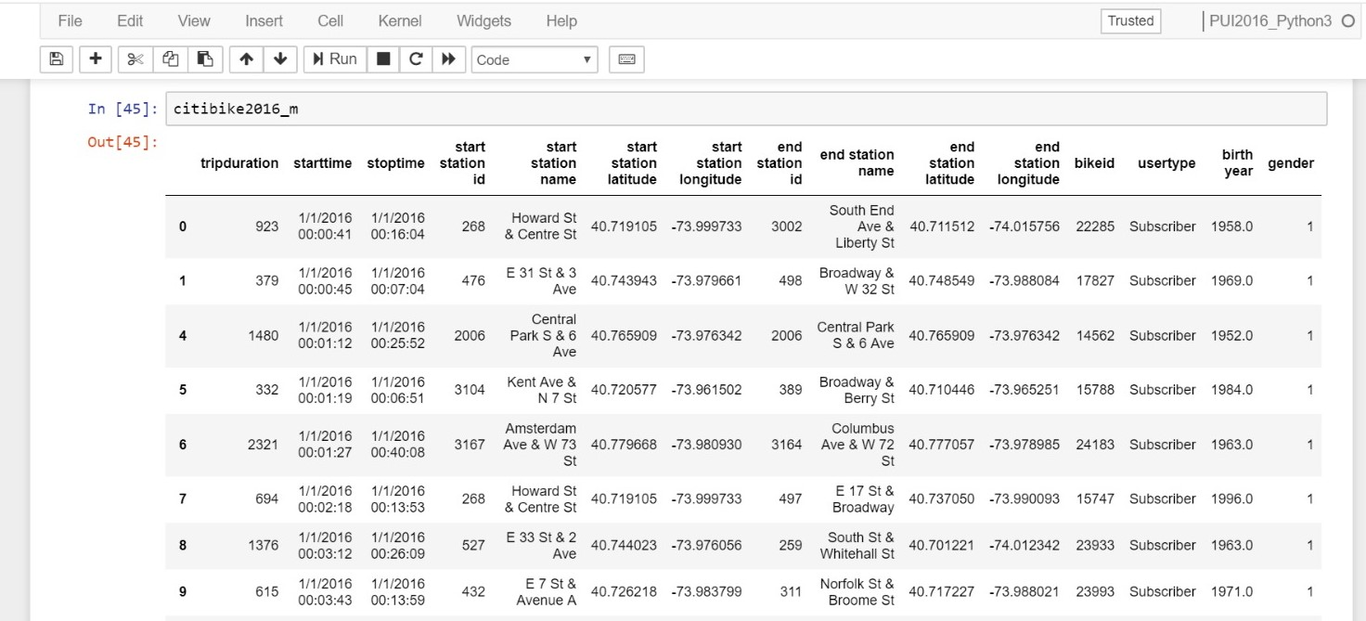 File Edit View Insert Cell Kernel Widgets Help Trusted PUI2016_Python3
Run Code
In [45]: citibike2016_m
Out[45]:
tripduration starttime stoptime start station id start station name start station latitude start station longitude end station id end station name end station latitude end station longitude bikeid usertype birth year gender
0 923 1/1/2016 00:00:41 1/1/2016 00:16:04 268 Howard St & Centre St 40.719105 -73.999733 3002 South End Ave & Liberty St 40.711512 -74.015756 22285 Subscriber 1958.0 1
1 379 1/1/2016 00:00:45 1/1/2016 00:07:04 476 E 31 St & 3 Ave 40.743943 -73.979661 498 Broadway & W 32 St 40.748549 -73.988084 17827 Subscriber 1969.0 1
4 1480 1/1/2016 00:01:12 1/1/2016 00:25:52 2006 Central Park S & 6 Ave 40.765909 -73.976342 2006 Central Park S & 6 Ave 40.765909 -73.976342 14562 Subscriber 1952.0 1
5 332 1/1/2016 00:01:19 1/1/2016 00:06:51 3104 Kent Ave & N 7 St 40.720577 -73.961502 389 Broadway & Berry St 40.710446 -73.965251 15788 Subscriber 1984.0 1
6 2321 1/1/2016 00:01:27 1/1/2016 00:40:08 3167 Amsterdam Ave & W 73 St 40.779668 -73.980930 3164 Columbus Ave & W 72 St 40.777057 -73.978985 24183 Subscriber 1963.0 1
7 694 1/1/2016 00:02:18 1/1/2016 00:13:53 268 Howard St & Centre St 40.719105 -73.999733 497 E 17 St & Broadway 40.737050 -73.990093 15747 Subscriber 1996.0 1
8 1376 1/1/2016 00:03:12 1/1/2016 00:26:09 527 E 33 St & 2 Ave 40.744023 -73.976056 259 South St & Whitehall St 40.701221 -74.012342 23933 Subscriber 1963.0 1
9 615 1/1/2016 00:03:43 1/1/2016 00:13:59 432 E 7 St & Avenue A 40.726218 -73.983799 311 Norfolk St & Broome St 40.717227 -73.988021 23993 Subscriber 1971.0 1